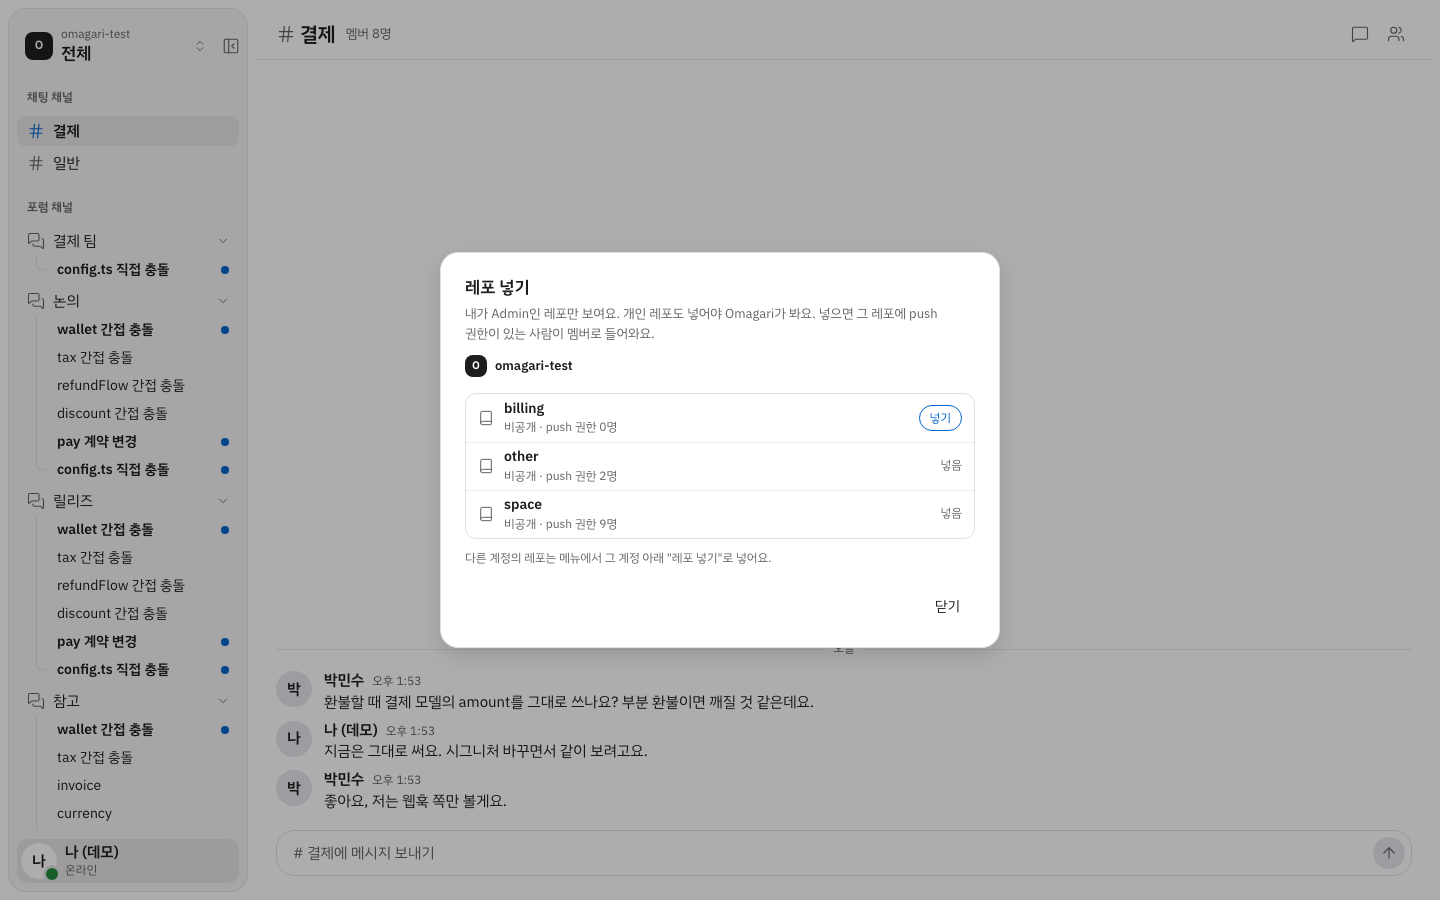 omagari-test
전체
채팅 채널
결제
일반
포럼 채널
결제 팀
config.ts 직접 충돌
논의
wallet 간접 충돌
tax 간접 충돌
refundFlow 간접 충돌
discount 간접 충돌
pay 계약 변경
config.ts 직접 충돌
릴리즈
wallet 간접 충돌
tax 간접 충돌
refundFlow 간접 충돌
discount 간접 충돌
pay 계약 변경
config.ts 직접 충돌
참고
wallet 간접 충돌
tax 간접 충돌
invoice
currency
나
나 (데모)
온라인
# 결제 멤버 8명
레포 넣기
내가 Admin인 레포만 보여요. 개인 레포도 넣어야 Omagari가 봐요. 넣으면 그 레포에 push
권한이 있는 사람이 멤버로 들어와요.
O omagari-test
billing
비공개 · push 권한 0명
넣기
other
비공개 · push 권한 2명
넣음
space
비공개 · push 권한 9명
넣음
다른 계정의 레포는 메뉴에서 그 계정 아래 "레포 넣기"로 넣어요.
닫기
박
박민수 오후 1:53
환불할 때 결제 모델의 amount를 그대로 쓰나요? 부분 환불이면 깨질 것 같은데요.
나
나 (데모) 오후 1:53
지금은 그대로 써요. 시그니처 바꾸면서 같이 보려고요.
박
박민수 오후 1:53
좋아요, 저는 웹훅 쪽만 볼게요.
# 결제에 메시지 보내기